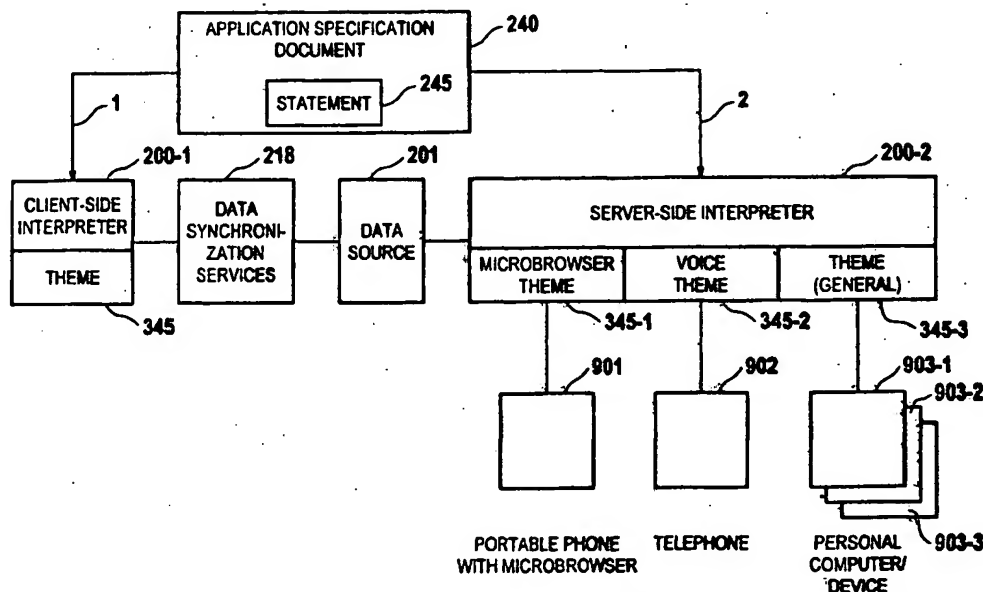 APPLICATION SPECIFICATION
DOCUMENT
240
STATEMENT
245
1
2
200-1
218
201
200-2
CLIENT-SIDE
INTERPRETER
THEME
345
DATA
SYNCHRONI-
ZATION
SERVICES
DATA
SOURCE
SERVER-SIDE INTERPRETER
MICROBROWSER
THEME
VOICE
THEME
THEME
(GENERAL)
345-1
345-2
345-3
901
902
903-1
903-2
903-3
PORTABLE PHONE
WITH MICROBROWSER
TELEPHONE
PERSONAL
COMPUTER/
DEVICE